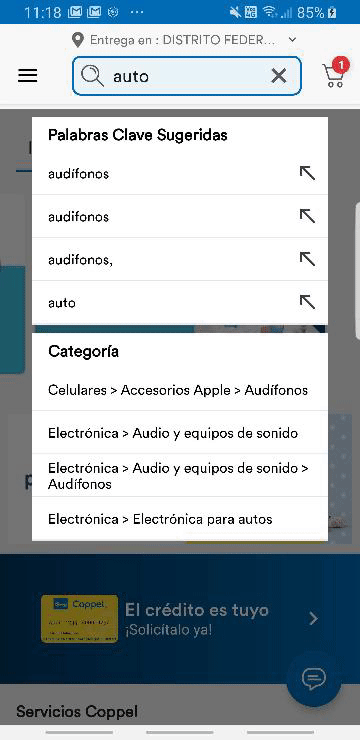 11:18
85%
Entrega en : DISTRITO FEDER...
auto
1
Palabras Clave Sugeridas
audífonos
audifonos
audifonos,
auto
Categoría
Celulares > Accesorios Apple > Audífonos
Electrónica > Audio y equipos de sonido
Electrónica > Audio y equipos de sonido >
Audífonos
Electrónica > Electrónica para autos
Coppel
El crédito es tuyo
¡Solicítalo ya!
Servicios Coppel